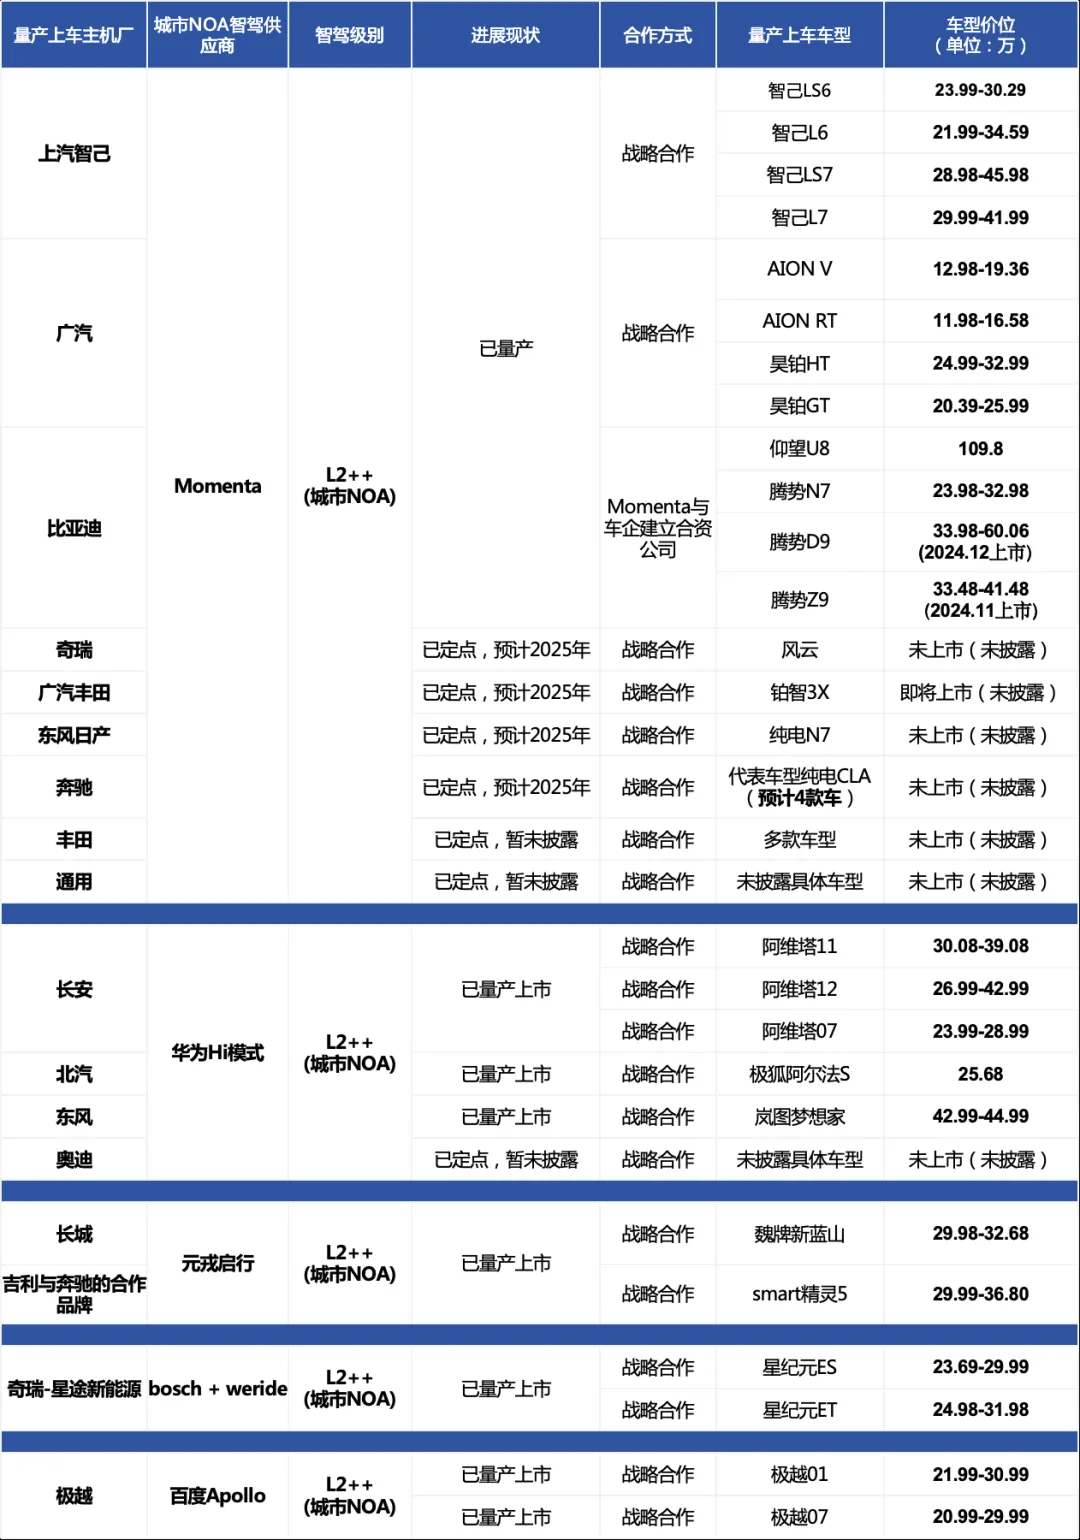 量产上车主机厂
城市NOA智驾供
应商
智驾级别
进展现状
合作方式
量产上车车型
车型价位
（单位：万）
上汽智己
Momenta
L2++
(城市NOA)
已量产
战略合作
智己LS6
23.99-30.29
智己L6
21.99-34.59
智己LS7
28.98-45.98
智己L7
29.99-41.99
广汽
战略合作
AION V
12.98-19.36
AION RT
11.98-16.58
昊铂HT
24.99-32.99
昊铂GT
20.39-25.99
比亚迪
Momenta与
车企建立合资
公司
仰望U8
109.8
腾势N7
23.98-32.98
腾势D9
33.98-60.06
(2024.12上市)
腾势Z9
33.48-41.48
(2024.11上市)
奇瑞
已定点，预计2025年
战略合作
风云
未上市（未披露）
广汽丰田
已定点，预计2025年
战略合作
铂智3X
即将上市（未披露）
东风日产
已定点，预计2025年
战略合作
纯电N7
未上市（未披露）
奔驰
已定点，预计2025年
战略合作
代表车型纯电CLA
（预计4款车）
未上市（未披露）
丰田
已定点，暂未披露
战略合作
多款车型
未上市（未披露）
通用
已定点，暂未披露
战略合作
未披露具体车型
未上市（未披露）
长安
华为Hi模式
L2++
(城市NOA)
已量产上市
战略合作
阿维塔11
30.08-39.08
战略合作
阿维塔12
26.99-42.99
战略合作
阿维塔07
23.99-28.99
北汽
已量产上市
战略合作
极狐阿尔法S
25.68
东风
已量产上市
战略合作
岚图梦想家
42.99-44.99
奥迪
已定点，暂未披露
战略合作
未披露具体车型
未上市（未披露）
长城
元戎启行
L2++
(城市NOA)
已量产上市
战略合作
魏牌新蓝山
29.98-32.68
吉利与奔驰的合作
品牌
战略合作
smart精灵5
29.99-36.80
奇瑞-星途新能源
bosch + weride
L2++
(城市NOA)
已量产上市
战略合作
星纪元ES
23.69-29.99
战略合作
星纪元ET
24.98-31.98
极越
百度Apollo
L2++
(城市NOA)
已量产上市
战略合作
极越01
21.99-30.99
已量产上市
战略合作
极越07
20.99-29.99